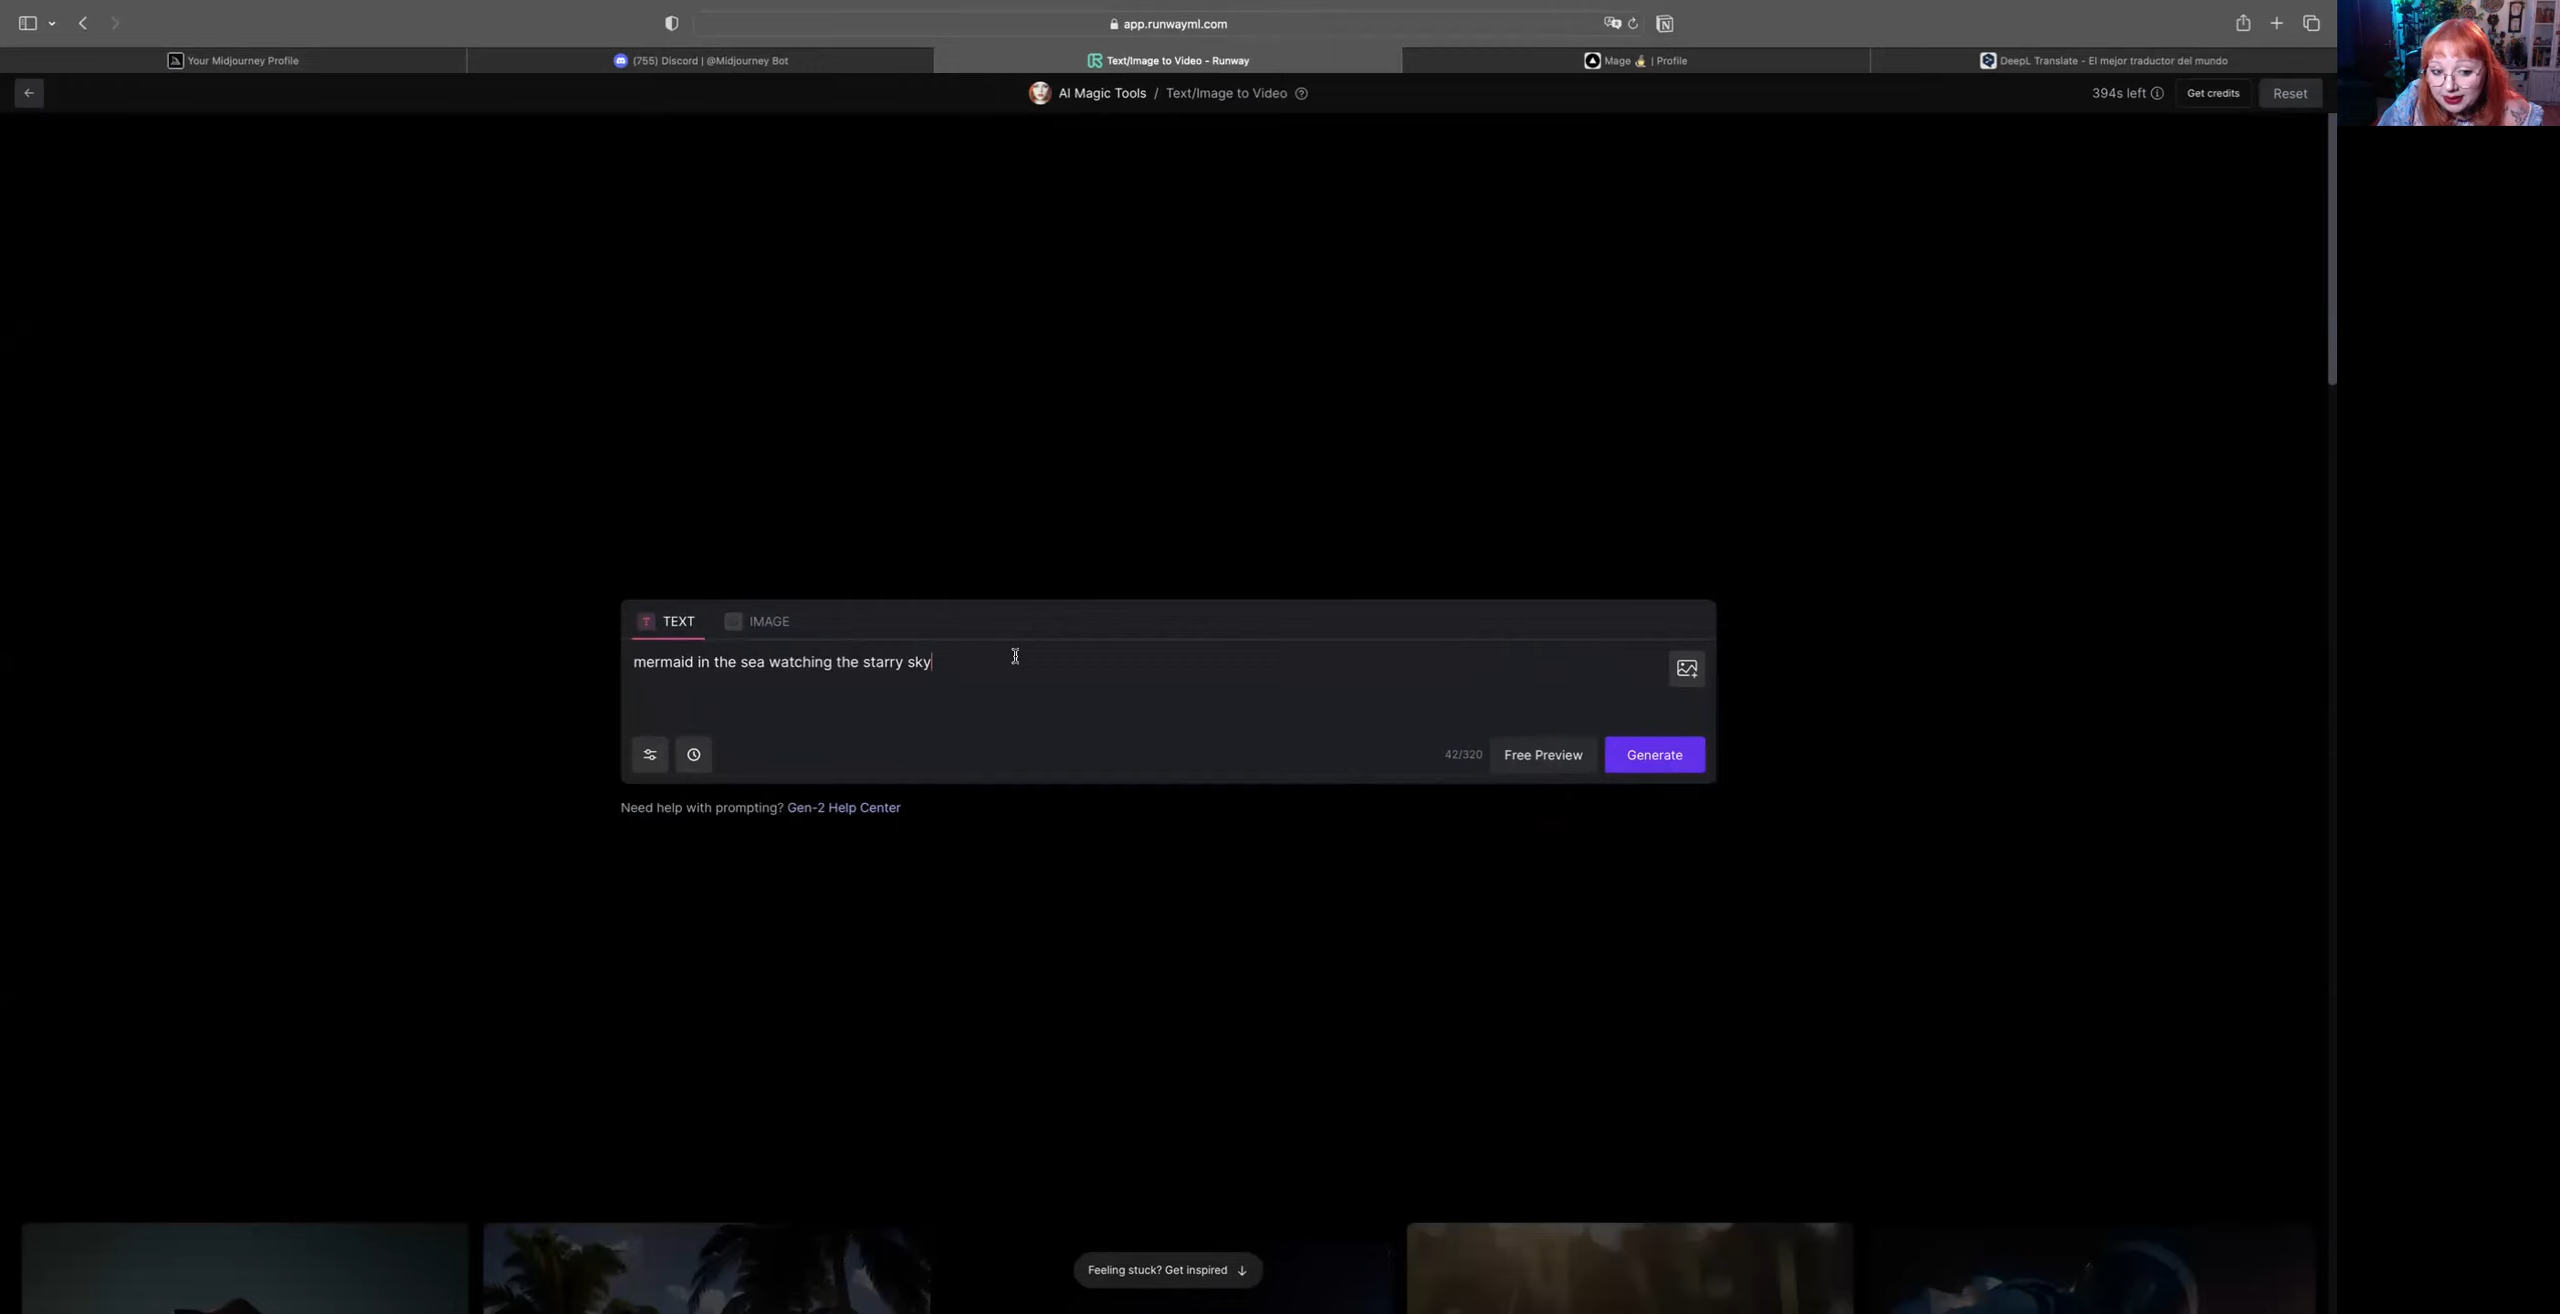 app.runwayml.com
Your Midjourney Profile
(755) Discord | @Midjourney Bot
Text/Image to Video - Runway
Mage 🧙 | Profile
DeepL Translate - El mejor traductor del mundo
AI Magic Tools / Text/Image to Video
394s left
Get credits
Reset
TEXT
IMAGE
mermaid in the sea watching the starry sky
42/320
Free Preview
Generate
Need help with prompting? Gen-2 Help Center
Feeling stuck? Get inspired ↓